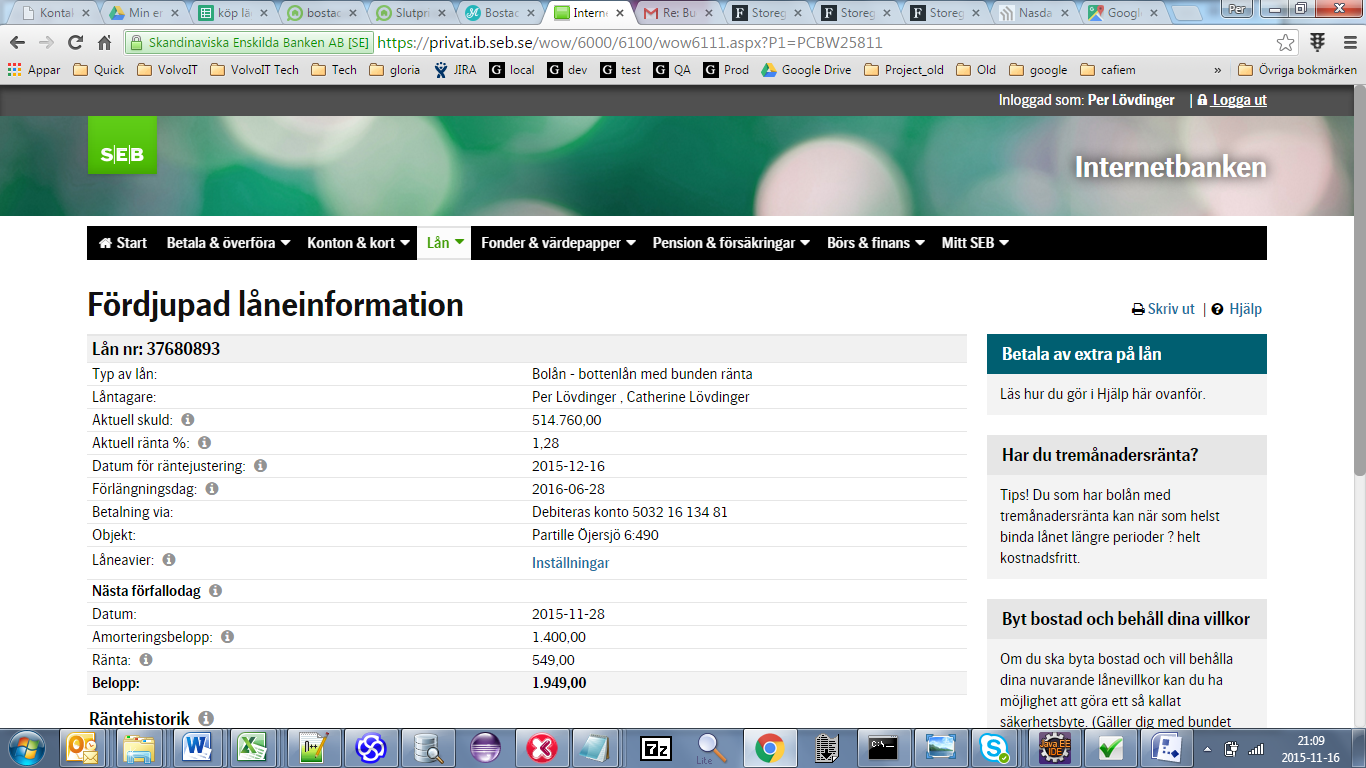 Kontak
Min er
köp lä
bostad
Slutpri
Bostad
Intern
Re: Bu
Storeg
Storeg
Storeg
Nasda
Googl
Per
Skandinaviska Enskilda Banken AB [SE] https://privat.ib.seb.se/wow/6000/6100/wow6111.aspx?P1=PCBW25811
Appar Quick VolvoIT VolvoIT Tech Tech gloria JIRA local dev test QA Prod Google Drive Project_old Old google cafiem » Övriga bokmärken
Inloggad som: Per Lövdinger | Logga ut
S|E|B
Internetbanken
Start Betala & överföra Konton & kort Lån Fonder & värdepapper Pension & försäkringar Börs & finans Mitt SEB
Fördjupad låneinformation
Skriv ut | Hjälp
Lån nr: 37680893
Typ av lån: Bolån - bottenlån med bunden ränta
Låntagare: Per Lövdinger , Catherine Lövdinger
Aktuell skuld: 514.760,00
Aktuell ränta %: 1,28
Datum för räntejustering: 2015-12-16
Förlängningsdag: 2016-06-28
Betalning via: Debiteras konto 5032 16 134 81
Objekt: Partille Öjersjö 6:490
Låneavier: Inställningar
Nästa förfallodag
Datum: 2015-11-28
Amorteringsbelopp: 1.400,00
Ränta: 549,00
Belopp: 1.949,00
Räntehistorik
Betala av extra på lån
Läs hur du gör i Hjälp här ovanför.
Har du tremånadersränta?
Tips! Du som har bolån med
tremånadersränta kan när som helst
binda lånet längre perioder ? helt
kostnadsfritt.
Byt bostad och behåll dina villkor
Om du ska byta bostad och vill behålla
dina nuvarande lånevillkor kan du ha
möjlighet att göra ett så kallat
säkerhetsbyte. (Gäller dig med bundet
Lite
21:09
2015-11-16